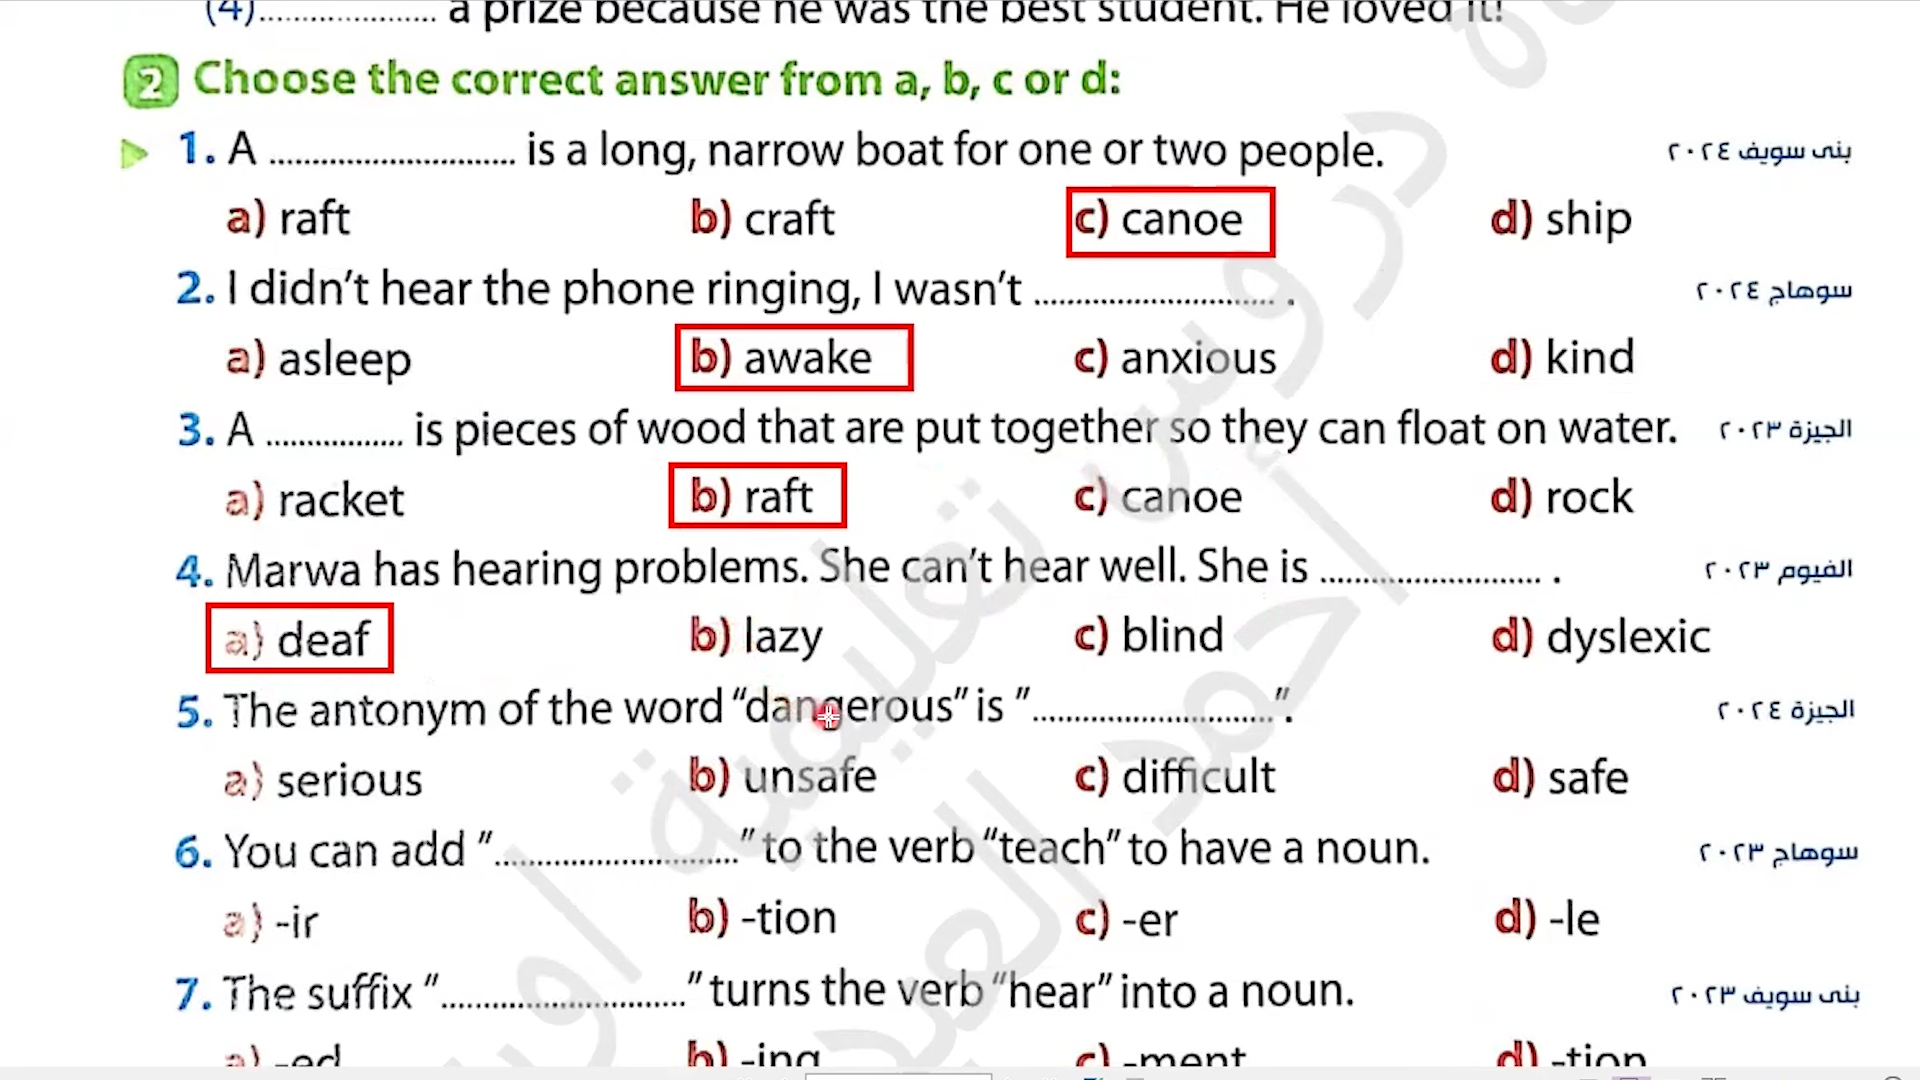 (4)..................... a prize because he was the best student. He loved it!
2 Choose the correct answer from a, b, c or d:
1. A ............................. is a long, narrow boat for one or two people. بنى سويف ٢٠٢٤
a) raft b) craft c) canoe d) ship
2. I didn't hear the phone ringing, I wasn't ............................. . سوهاج ٢٠٢٤
a) asleep b) awake c) anxious d) kind
3. A ................ is pieces of wood that are put together so they can float on water. الجيزة ٢٠٢٣
a) racket b) raft c) canoe d) rock
4. Marwa has hearing problems. She can't hear well. She is .......................... . الفيوم ٢٠٢٣
a) deaf b) lazy c) blind d) dyslexic
5. The antonym of the word "dangerous" is ".............................". الجيزة ٢٠٢٤
a) serious b) unsafe c) difficult d) safe
6. You can add "............................." to the verb "teach" to have a noun. سوهاج ٢٠٢٣
a) -ir b) -tion c) -er d) -le
7. The suffix "............................." turns the verb "hear" into a noun. بنى سويف ٢٠٢٣
a) -ed b) -ing c) -ment d) -tion
دروس تعليمية
أحمد